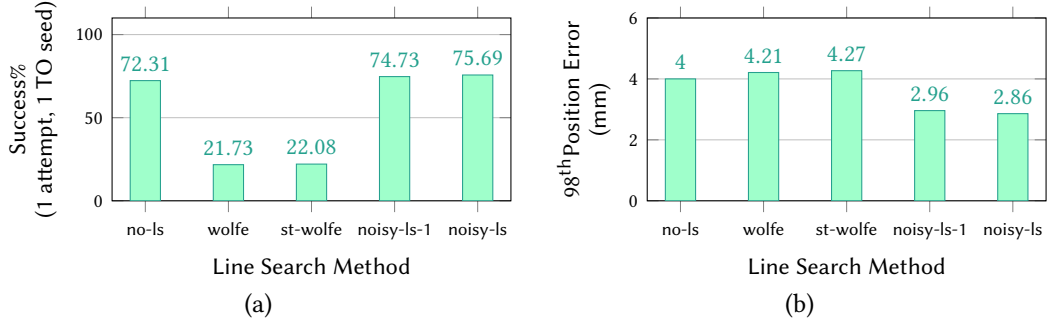 Success%
(1 attempt, 1 TO seed)
100
50
0
72.31
21.73
22.08
74.73
75.69
no-ls
wolfe
st-wolfe
noisy-ls-1
noisy-ls
Line Search Method
(a)
98th Position Error
(mm)
6
4
2
0
4
4.21
4.27
2.96
2.86
no-ls
wolfe
st-wolfe
noisy-ls-1
noisy-ls
Line Search Method
(b)